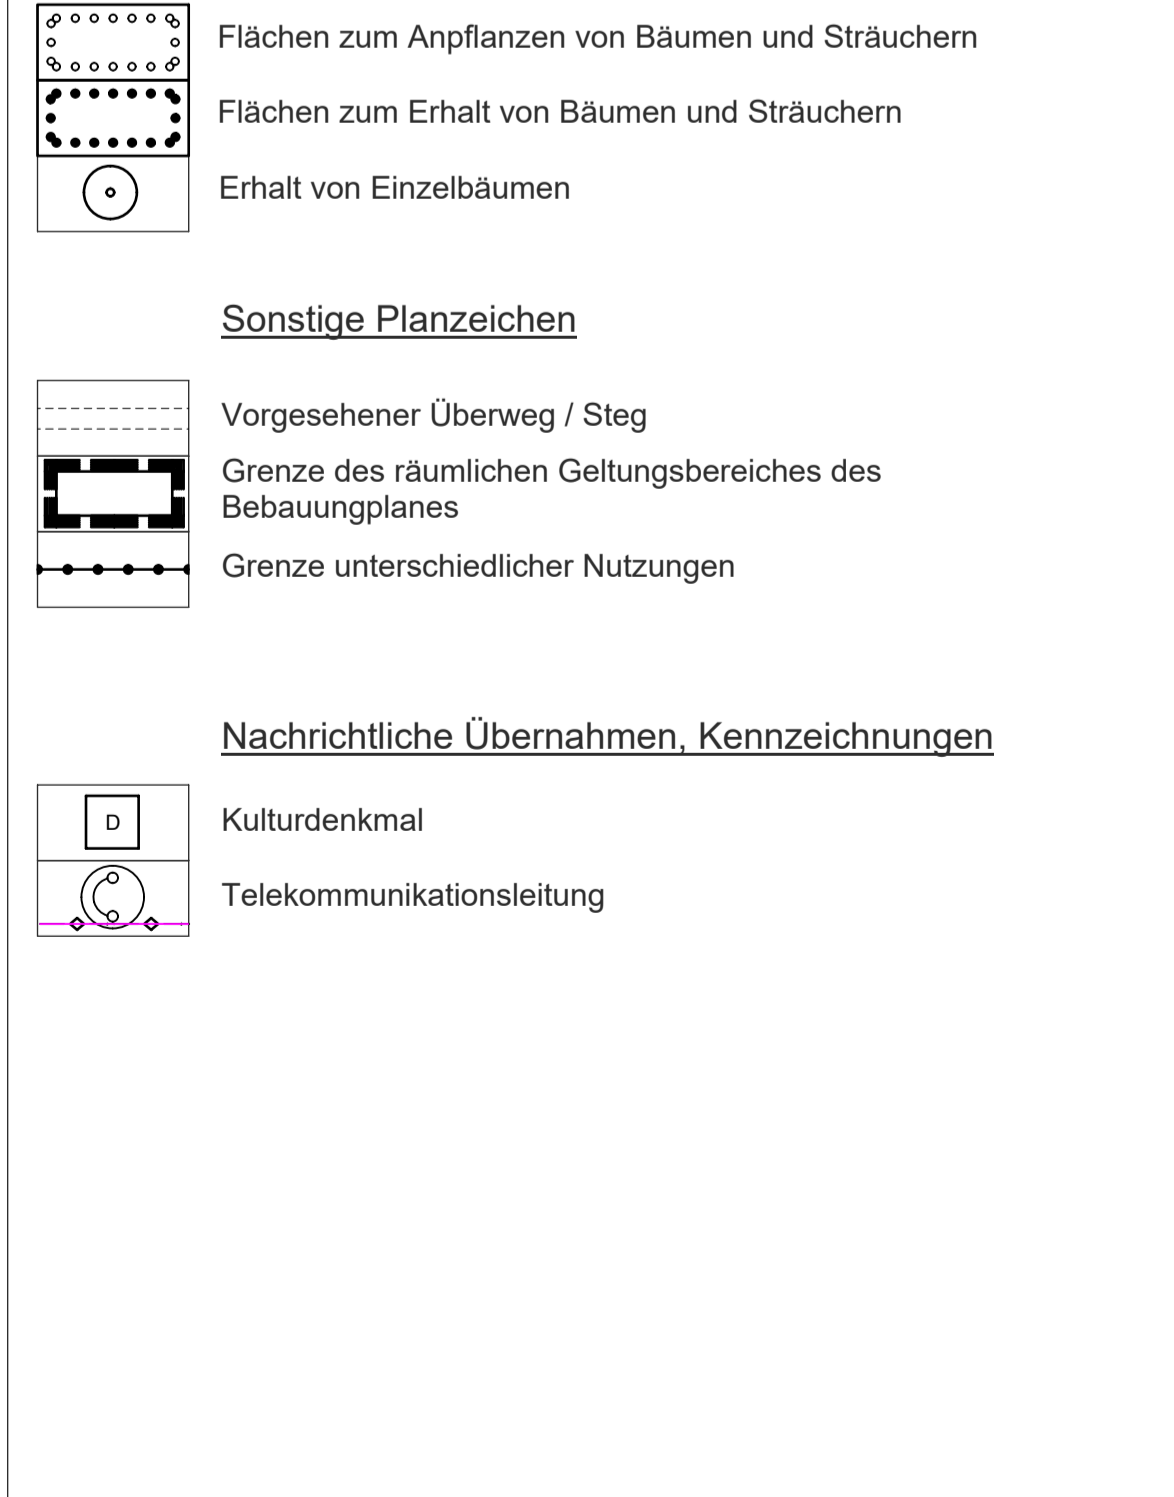 Flächen zum Anpflanzen von Bäumen und Sträuchern
Flächen zum Erhalt von Bäumen und Sträuchern
Erhalt von Einzelbäumen
Sonstige Planzeichen
Vorgesehener Überweg / Steg
Grenze des räumlichen Geltungsbereiches des
Bebauungplanes
Grenze unterschiedlicher Nutzungen
Nachrichtliche Übernahmen, Kennzeichnungen
D
Kulturdenkmal
Telekommunikationsleitung